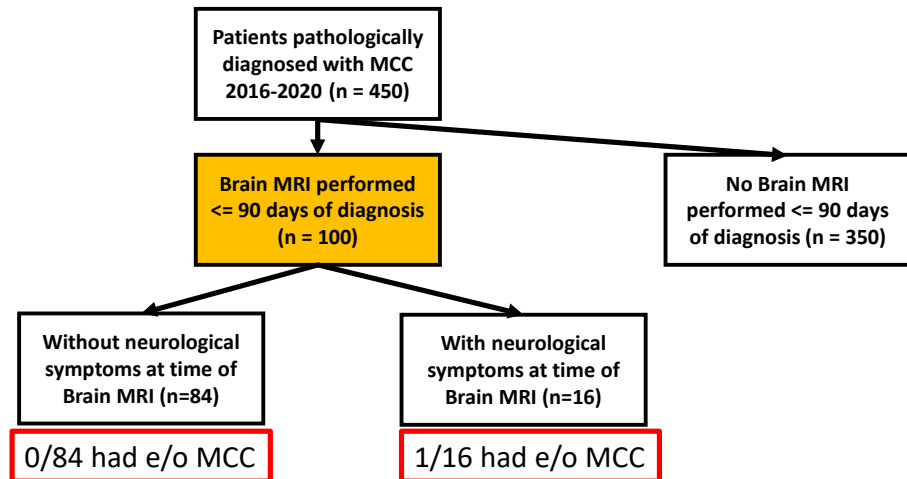 Patients pathologically
diagnosed with MCC
2016-2020 (n = 450)
Brain MRI performed
<= 90 days of diagnosis
(n = 100)
No Brain MRI
performed <= 90 days
of diagnosis (n = 350)
Without neurological
symptoms at time of
Brain MRI (n=84)
With neurological
symptoms at time of
Brain MRI (n=16)
0/84 had e/o MCC
1/16 had e/o MCC